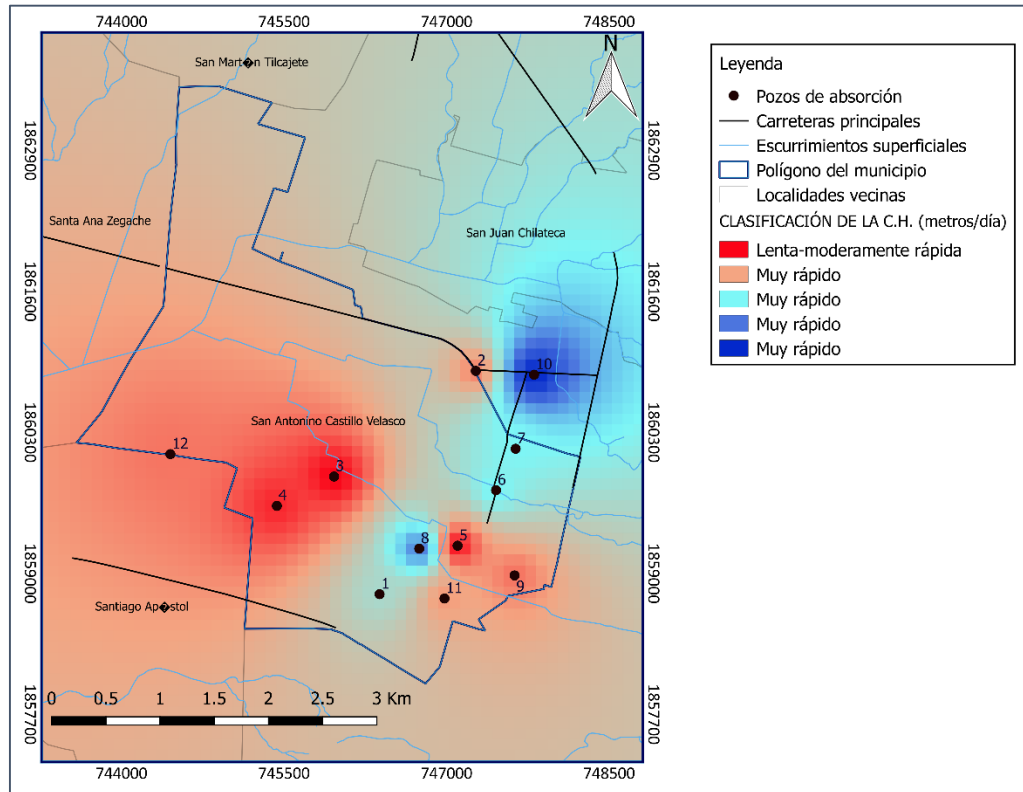 744000 745500 747000 748500
San Mart�n Tilcajete
N
1862900
1862900
Santa Ana Zegache
San Juan Chilateca
1861600
1861600
2
10
San Antonino Castillo Velasco
1860300
1860300
12
7
3
6
4
5
8
1859000
1859000
9
1
11
Santiago Ap�stol
0 0.5 1 1.5 2 2.5 3 Km
1857700
1857700
744000 745500 747000 748500
Leyenda
Pozos de absorción
Carreteras principales
Escurrimientos superficiales
Polígono del municipio
Localidades vecinas
CLASIFICACIÓN DE LA C.H. (metros/día)
Lenta-moderamente rápida
Muy rápido
Muy rápido
Muy rápido
Muy rápido